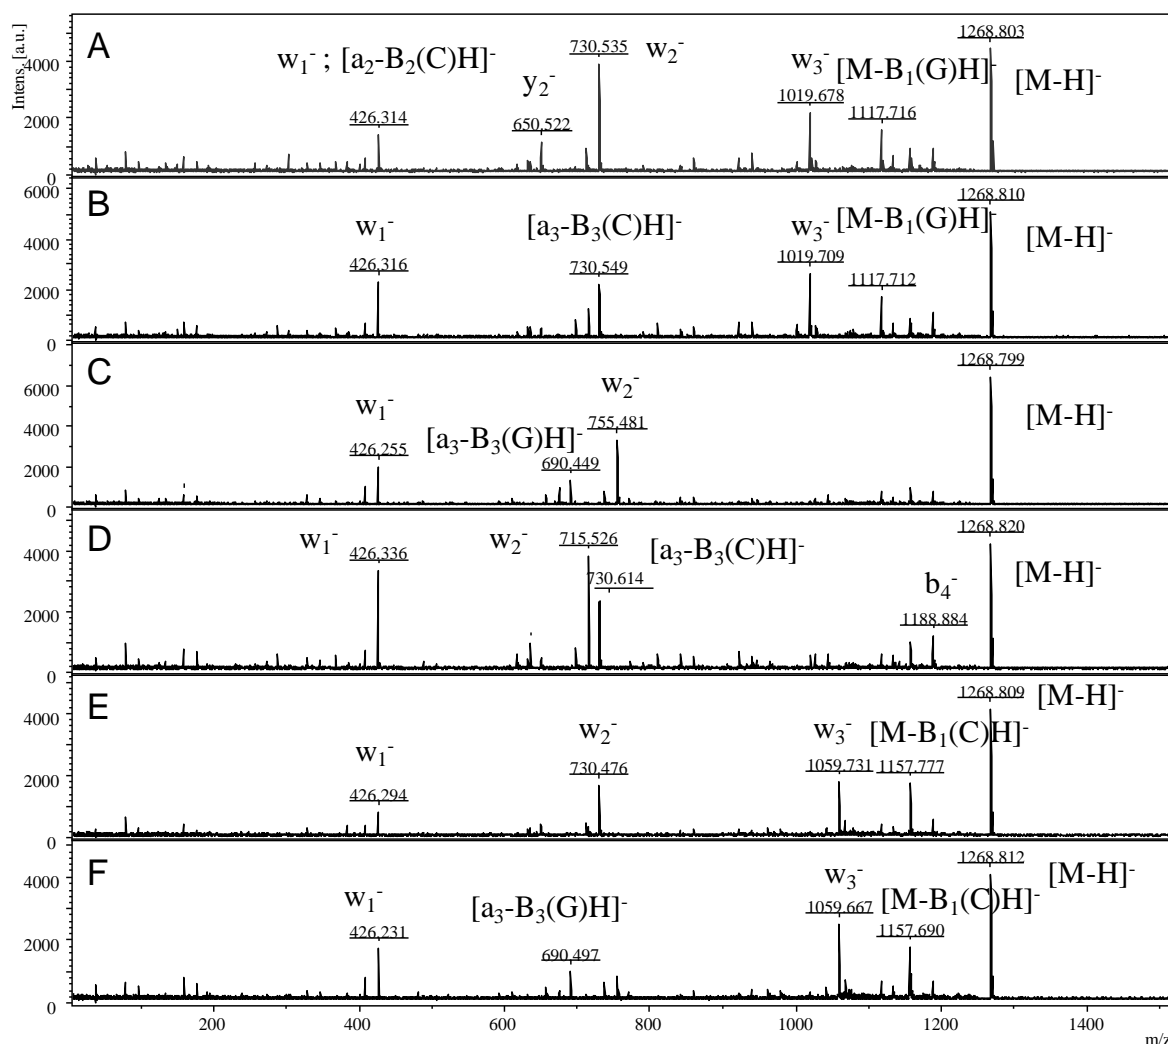 A
Intens. [a.u.]
w₁⁻ ; [a₂-B₂(C)H]⁻
y₂⁻
w₂⁻
w₃⁻
[M-B₁(G)H]⁻
[M-H]⁻
426.314
650.522
730.535
1019.678
1117.716
1268.803
4000
2000
0
B
w₁⁻
[a₃-B₃(C)H]⁻
w₃⁻
[M-B₁(G)H]⁻
[M-H]⁻
426.316
730.549
1019.709
1117.712
1268.810
6000
4000
2000
0
C
w₁⁻
[a₃-B₃(G)H]⁻
w₂⁻
[M-H]⁻
426.255
690.449
755.481
1268.799
6000
4000
2000
0
D
w₁⁻
w₂⁻
[a₃-B₃(C)H]⁻
b₄⁻
[M-H]⁻
426.336
715.526
730.614
1188.884
1268.820
4000
2000
0
E
w₁⁻
w₂⁻
w₃⁻
[M-B₁(C)H]⁻
[M-H]⁻
426.294
730.476
1059.731
1157.777
1268.809
4000
2000
0
F
w₁⁻
[a₃-B₃(G)H]⁻
w₃⁻
[M-B₁(C)H]⁻
[M-H]⁻
426.231
690.497
1059.667
1157.690
1268.812
4000
2000
0
200 400 600 800 1000 1200 1400
m/z